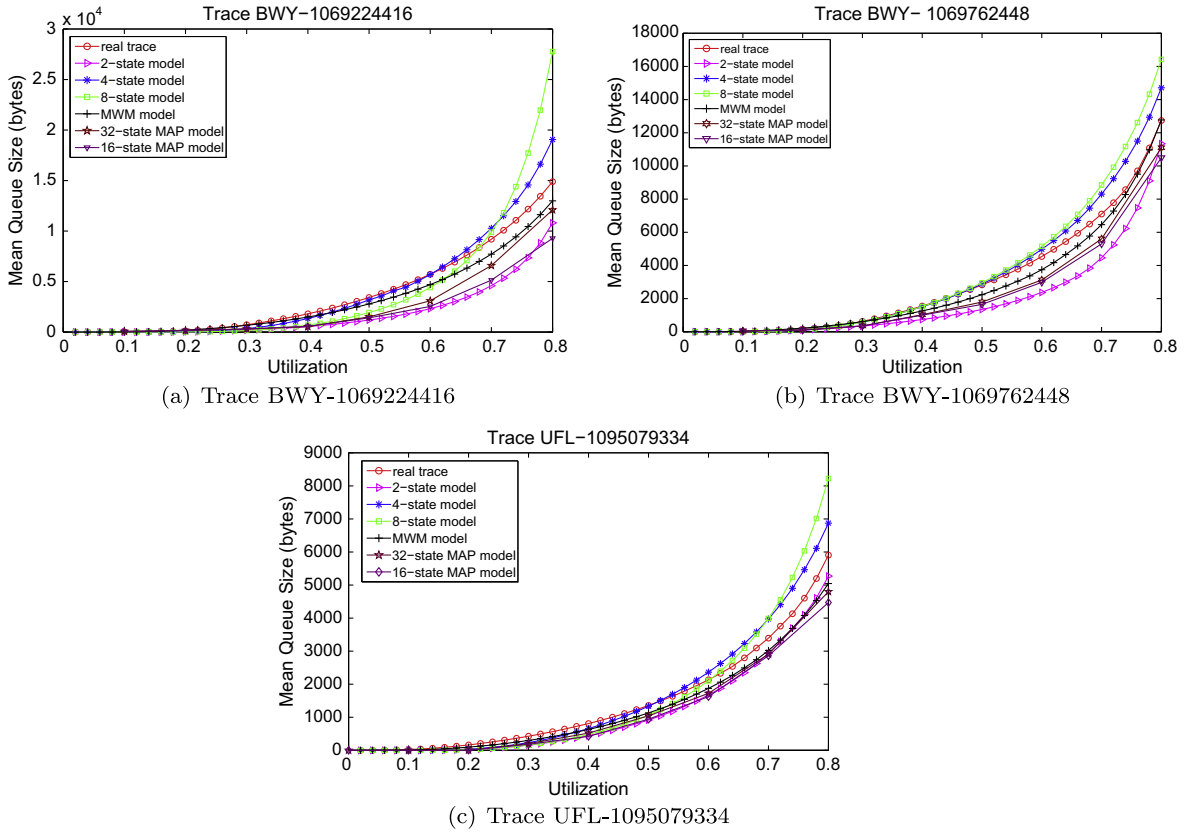 Trace BWY-1069224416
x 10^4
3
2.5
2
1.5
1
0.5
0
Mean Queue Size (bytes)
real trace
2-state model
4-state model
8-state model
MWM model
32-state MAP model
16-state MAP model
0 0.1 0.2 0.3 0.4 0.5 0.6 0.7 0.8
Utilization
(a) Trace BWY-1069224416
Trace BWY- 1069762448
18000
16000
14000
12000
10000
8000
6000
4000
2000
0
Mean Queue Size (bytes)
real trace
2-state model
4-state model
8-state model
MWM model
32-state MAP model
16-state MAP model
0 0.1 0.2 0.3 0.4 0.5 0.6 0.7 0.8
Utilization
(b) Trace BWY-1069762448
Trace UFL-1095079334
9000
8000
7000
6000
5000
4000
3000
2000
1000
0
Mean Queue Size (bytes)
real trace
2-state model
4-state model
8-state model
MWM model
32-state MAP model
16-state MAP model
0 0.1 0.2 0.3 0.4 0.5 0.6 0.7 0.8
Utilization
(c) Trace UFL-1095079334